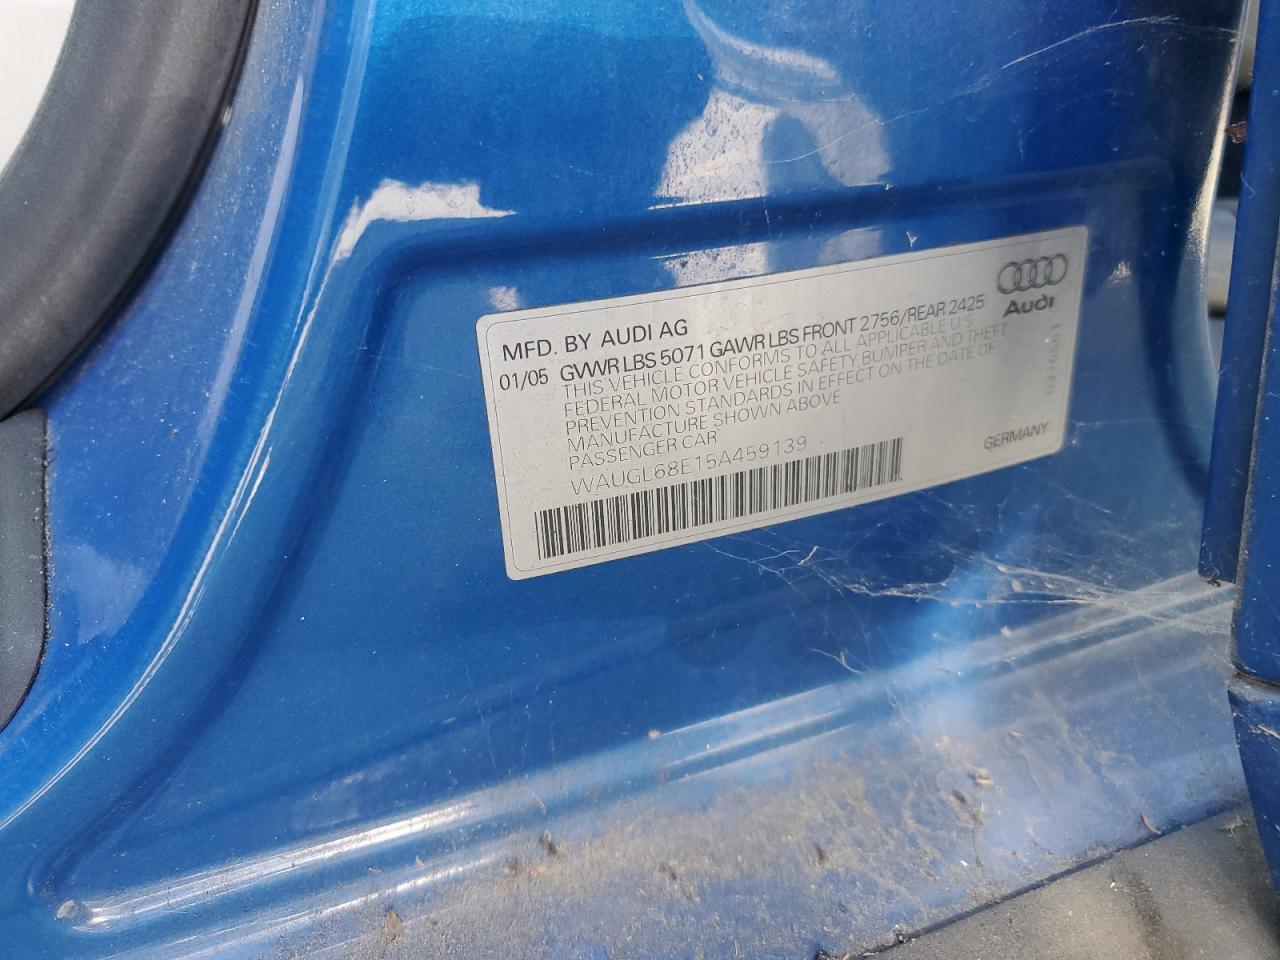 MFD. BY AUDI AG
01/05 GVWR LBS 5071 GAWR LBS FRONT 2756/REAR 2425
THIS VEHICLE CONFORMS TO ALL APPLICABLE U S
FEDERAL MOTOR VEHICLE SAFETY, BUMPER AND THEFT
PREVENTION STANDARDS IN EFFECT ON THE DATE OF
MANUFACTURE SHOWN ABOVE
PASSENGER CAR
WAUGL68E15A459139
GERMANY
Audi